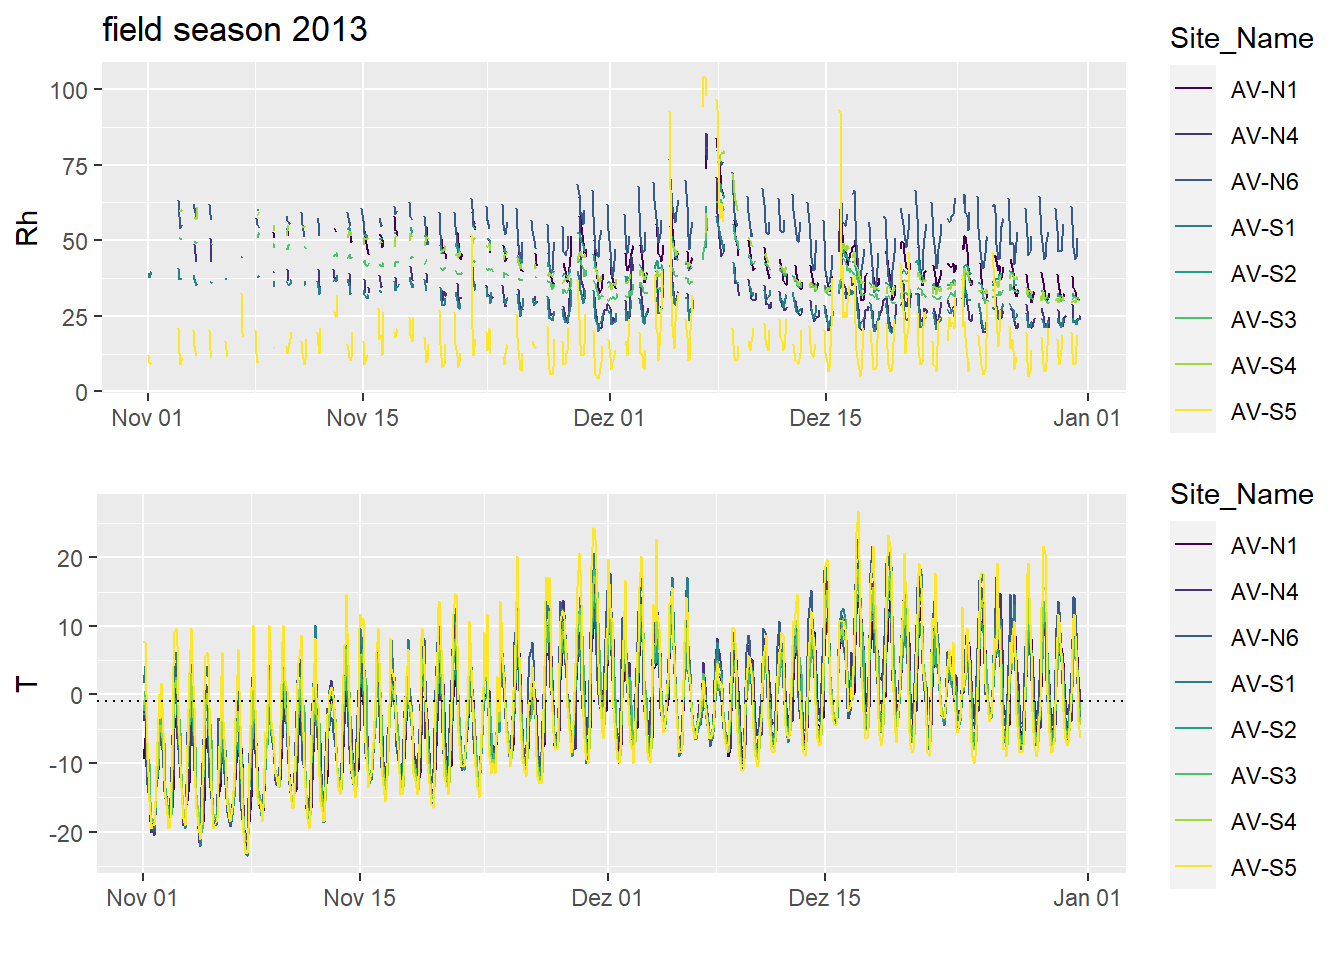 field season 2013
Rh
100
75
50
25
0
Nov 01
Nov 15
Dez 01
Dez 15
Jan 01
Site_Name
AV-N1
AV-N4
AV-N6
AV-S1
AV-S2
AV-S3
AV-S4
AV-S5
T
20
10
0
-10
-20
Nov 01
Nov 15
Dez 01
Dez 15
Jan 01
Site_Name
AV-N1
AV-N4
AV-N6
AV-S1
AV-S2
AV-S3
AV-S4
AV-S5